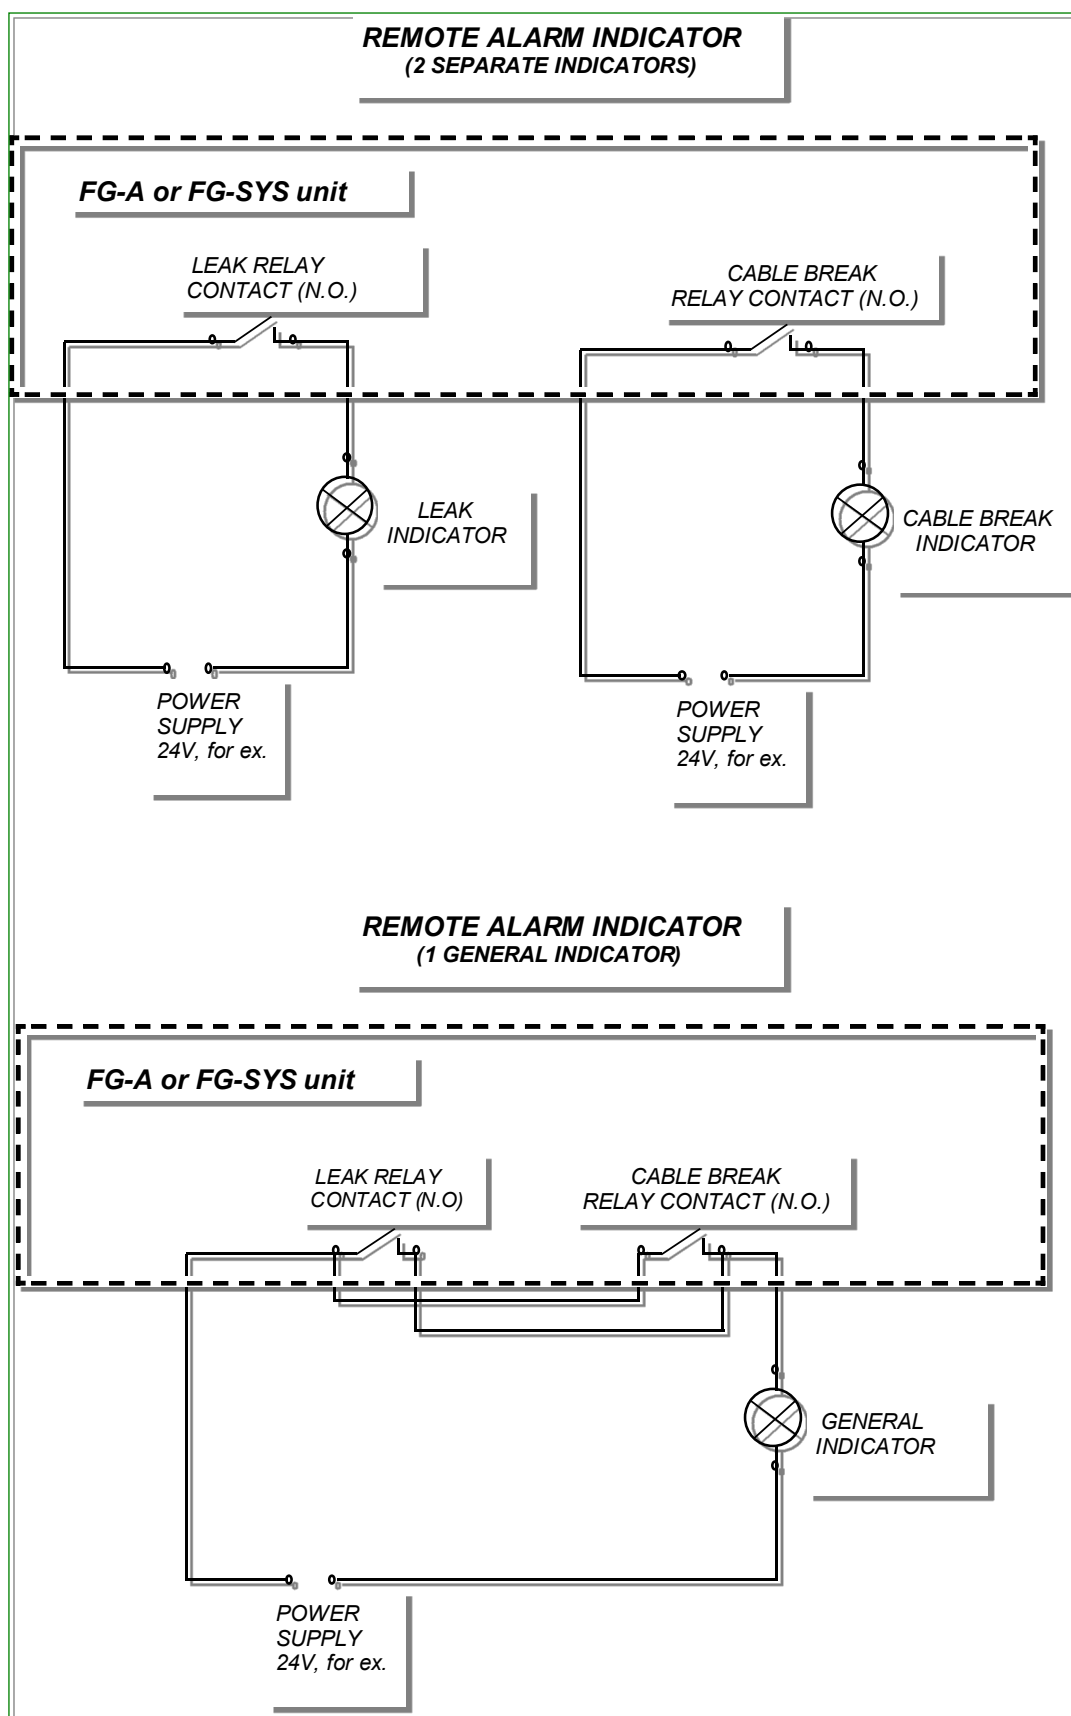 REMOTE ALARM INDICATOR
(2 SEPARATE INDICATORS)
FG-A or FG-SYS unit
LEAK RELAY
CONTACT (N.O.)
CABLE BREAK
RELAY CONTACT (N.O.)
LEAK
INDICATOR
CABLE BREAK
INDICATOR
POWER
SUPPLY
24V, for ex.
POWER
SUPPLY
24V, for ex.
REMOTE ALARM INDICATOR
(1 GENERAL INDICATOR)
FG-A or FG-SYS unit
LEAK RELAY
CONTACT (N.O)
CABLE BREAK
RELAY CONTACT (N.O.)
GENERAL
INDICATOR
POWER
SUPPLY
24V, for ex.